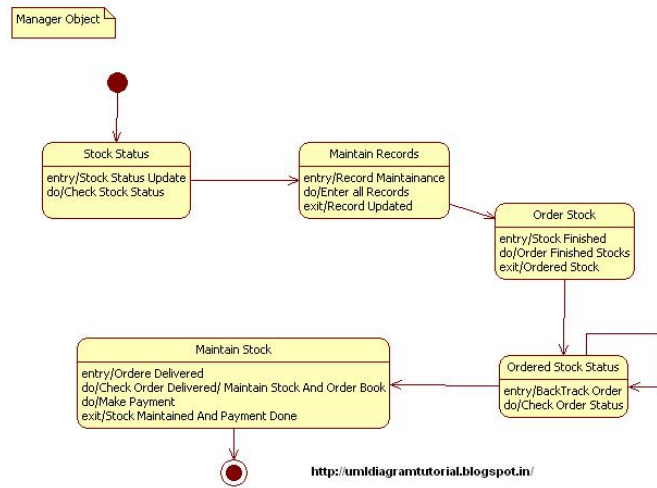 Manager Object
Stock Status
entry/Stock Status Update
do/Check Stock Status
Maintain Records
entry/Record Maintainance
do/Enter all Records
exit/Record Updated
Order Stock
entry/Stock Finished
do/Order Finished Stocks
exit/Ordered Stock
Ordered Stock Status
entry/BackTrack Order
do/Check Order Status
Maintain Stock
entry/Ordere Delivered
do/Check Order Delivered/ Maintain Stock And Order Book
do/Make Payment
exit/Stock Maintained And Payment Done
http://umldiagramtutorial.blogspot.in/